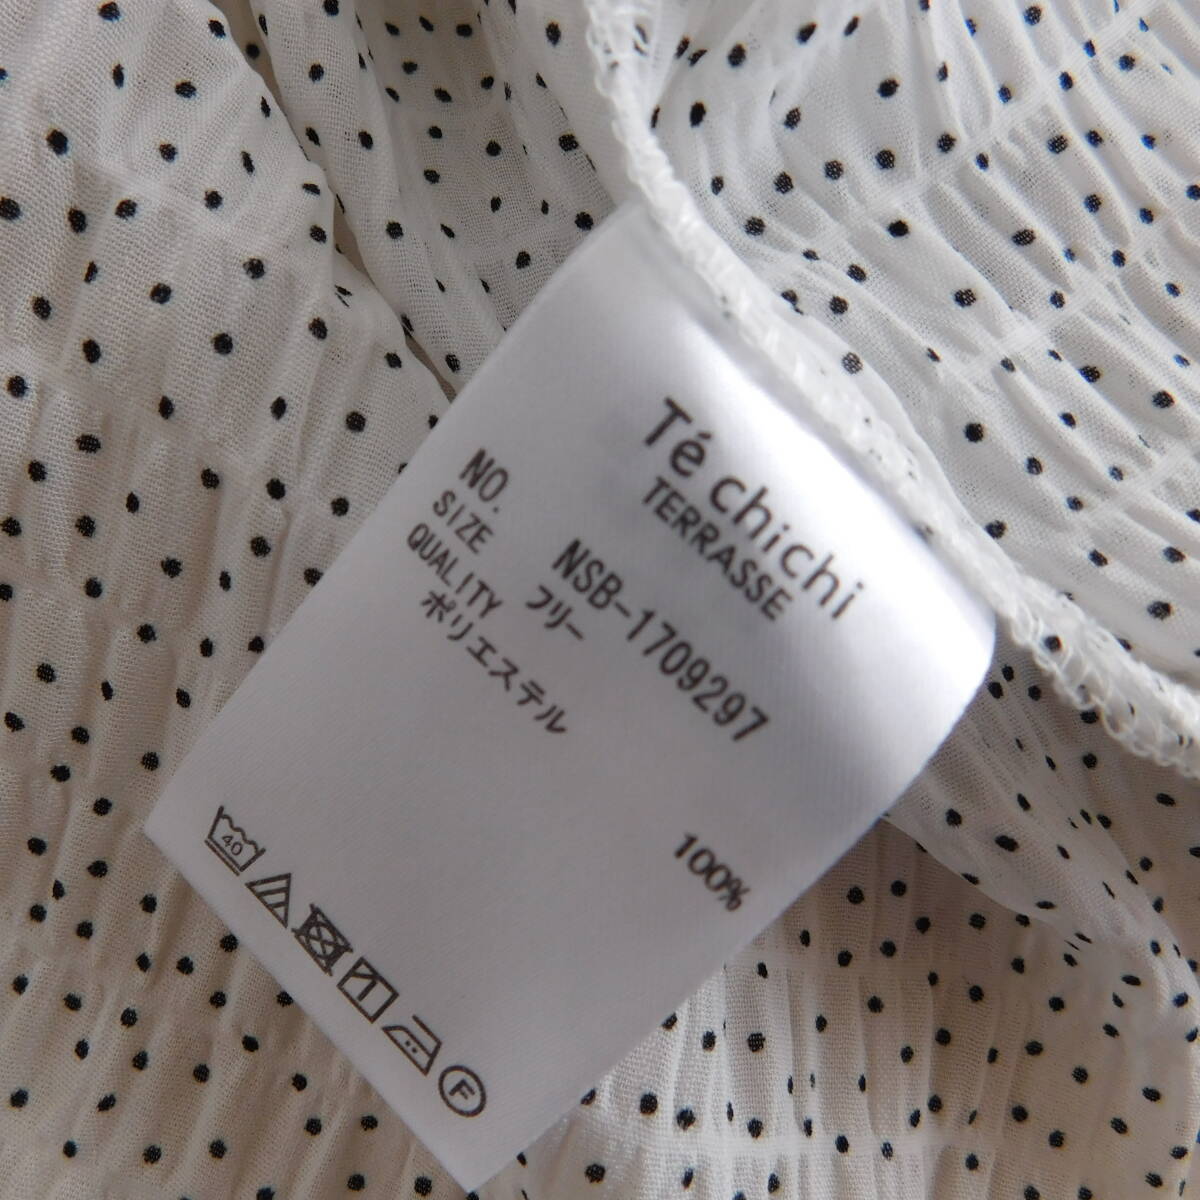 Té chichi
TERRASSE
NO. NSB-1709297
SIZE フリー
QUALITY
ポリエステル 100%
40
F